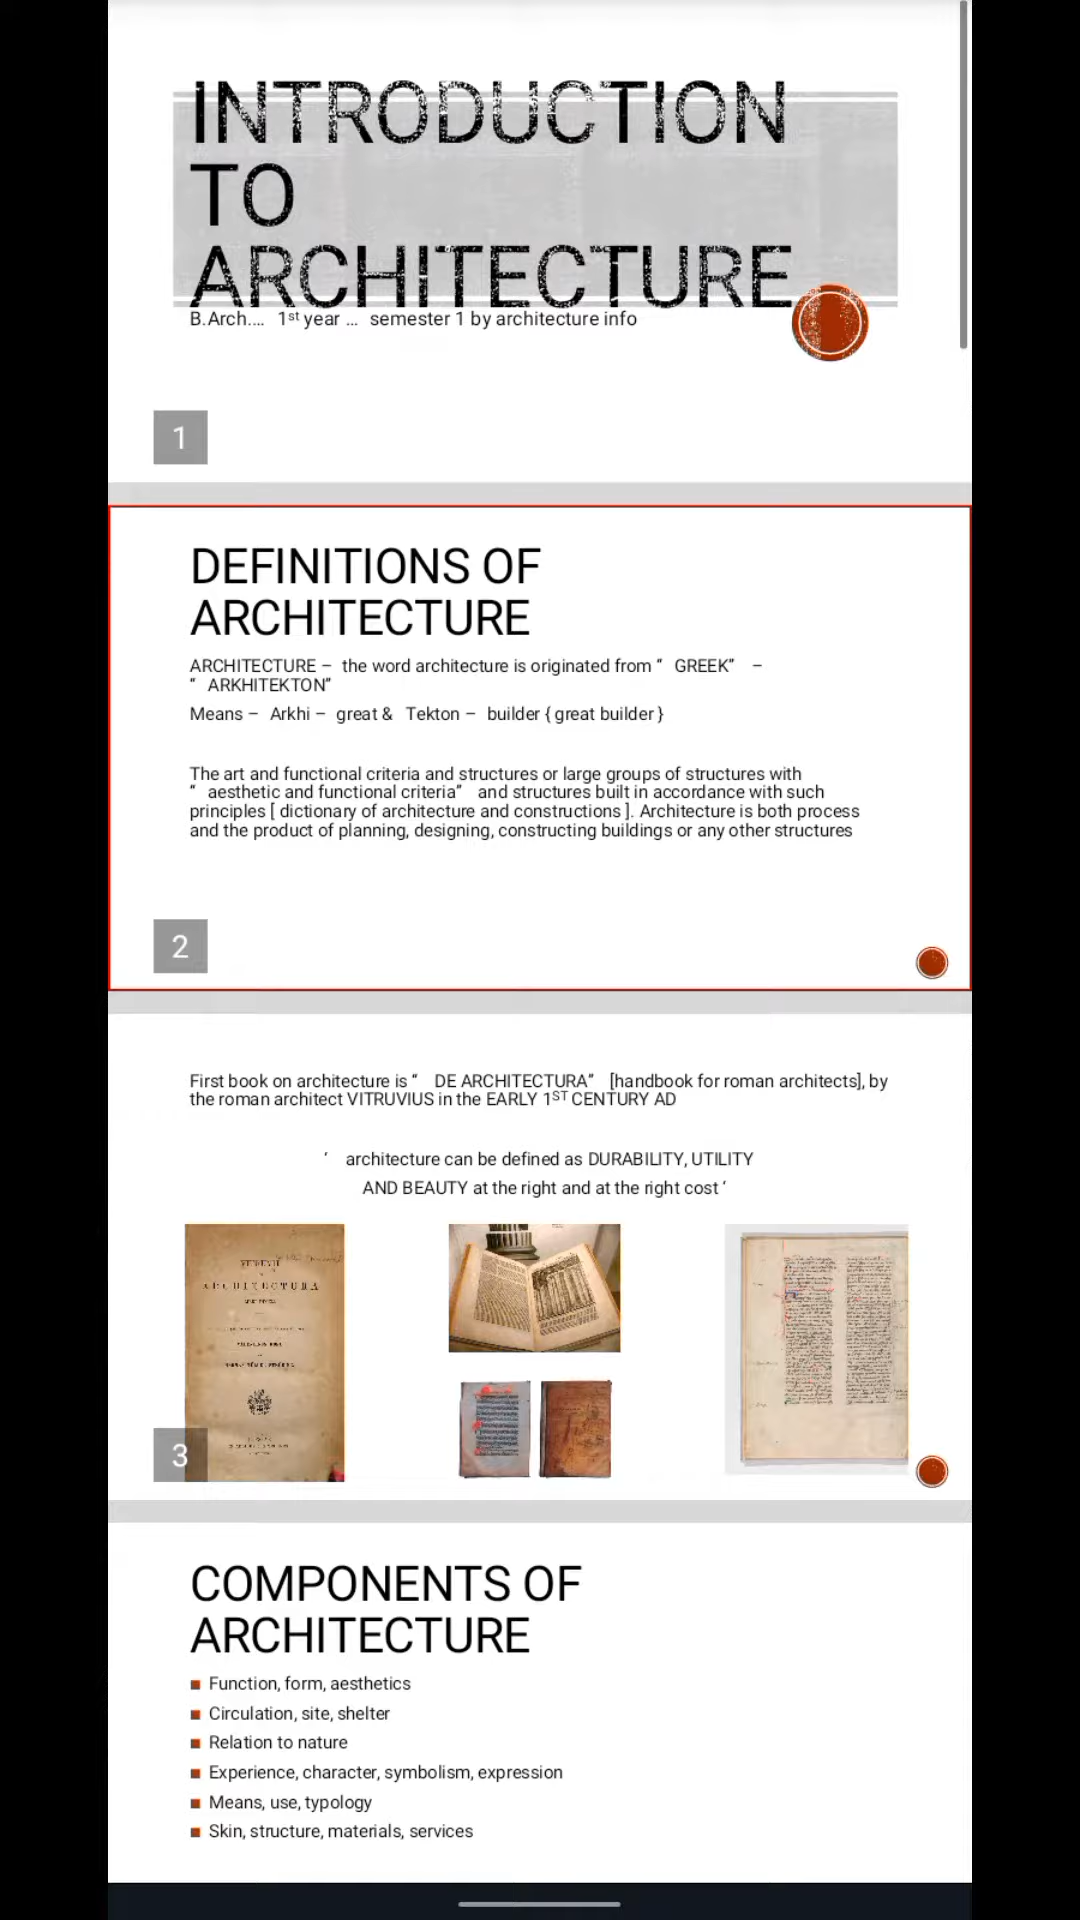 INTRODUCTION
TO
ARCHITECTURE
B.Arch.... 1st year ... semester 1 by architecture info
1
DEFINITIONS OF
ARCHITECTURE
ARCHITECTURE – the word architecture is originated from “ GREEK” –
“ ARKHITEKTON”
Means – Arkhi – great & Tekton – builder { great builder }
The art and functional criteria and structures or large groups of structures with
“ aesthetic and functional criteria” and structures built in accordance with such
principles [ dictionary of architecture and constructions ]. Architecture is both process
and the product of planning, designing, constructing buildings or any other structures
2
First book on architecture is “ DE ARCHITECTURA” [handbook for roman architects], by
the roman architect VITRUVIUS in the EARLY 1ST CENTURY AD
‘ architecture can be defined as DURABILITY, UTILITY
AND BEAUTY at the right and at the right cost ’
3
COMPONENTS OF
ARCHITECTURE
Function, form, aesthetics
Circulation, site, shelter
Relation to nature
Experience, character, symbolism, expression
Means, use, typology
Skin, structure, materials, services